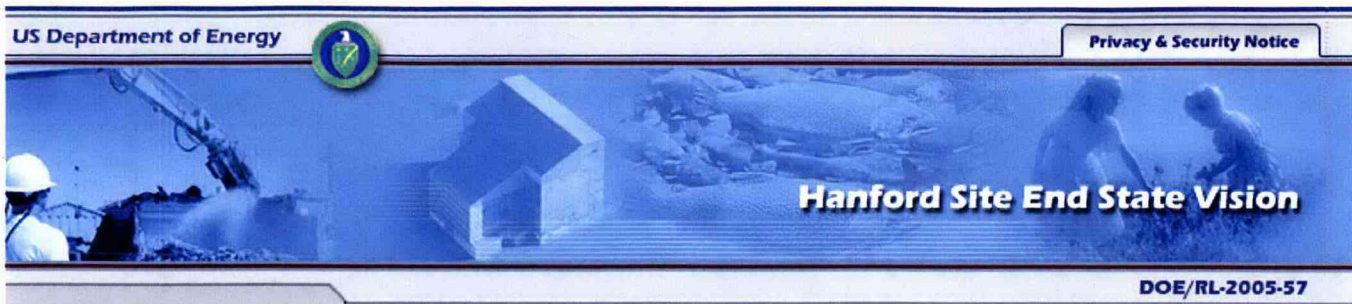 US Department of Energy
Privacy & Security Notice
Hanford Site End State Vision
DOE/RL-2005-57